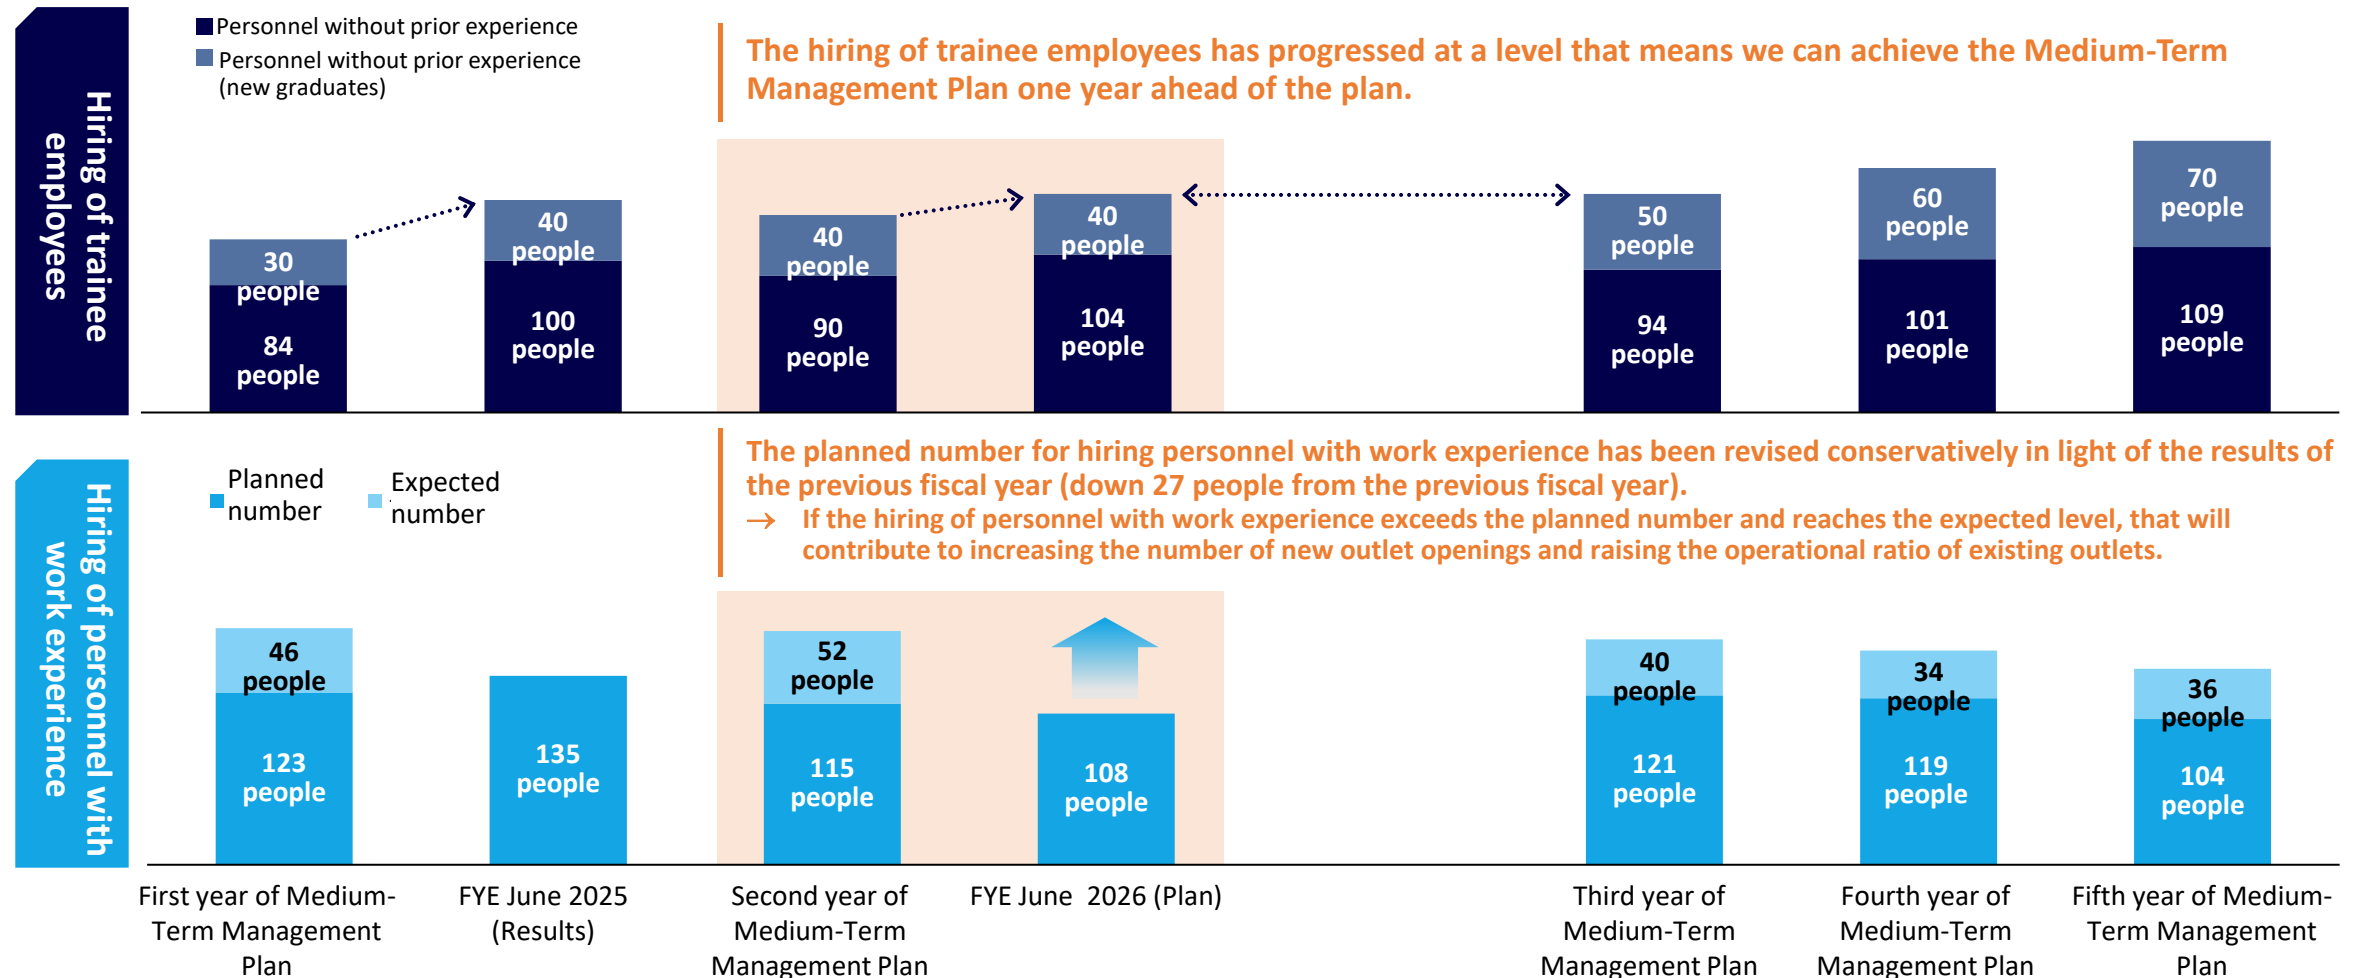 Hiring of trainee
employees
Personnel without prior experience
Personnel without prior experience
(new graduates)
The hiring of trainee employees has progressed at a level that means we can achieve the Medium-Term
Management Plan one year ahead of the plan.
30
people
84
people
40
people
100
people
40
people
90
people
40
people
104
people
50
people
94
people
60
people
101
people
70
people
109
people
Hiring of personnel with
work experience
Planned
number
Expected
number
The planned number for hiring personnel with work experience has been revised conservatively in light of the results of
the previous fiscal year (down 27 people from the previous fiscal year).
→ If the hiring of personnel with work experience exceeds the planned number and reaches the expected level, that will
contribute to increasing the number of new outlet openings and raising the operational ratio of existing outlets.
46
people
123
people
135
people
52
people
115
people
108
people
40
people
121
people
34
people
119
people
36
people
104
people
First year of Medium-
Term Management
Plan
FYE June 2025
(Results)
Second year of
Medium-Term
Management Plan
FYE June 2026 (Plan)
Third year of
Medium-Term
Management Plan
Fourth year of
Medium-Term
Management Plan
Fifth year of Medium-
Term Management
Plan